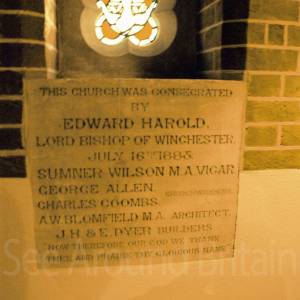 THIS CHURCH WAS CONSECRATED
BY
EDWARD HAROLD,
LORD BISHOP OF WINCHESTER.
JULY 16TH 1883.
SUMNER WILSON M.A. VICAR
GEORGE ALLEN.
CHARLES COOMBS. CHURCHWARDENS.
A.W. BLOMFIELD M.A. ARCHITECT.
J.H & E. DYER BUILDERS
"NOW THEREFORE OUR GOD WE THANK
THEE AND PRAISE THY GLORIOUS NAME"
See Around Britain